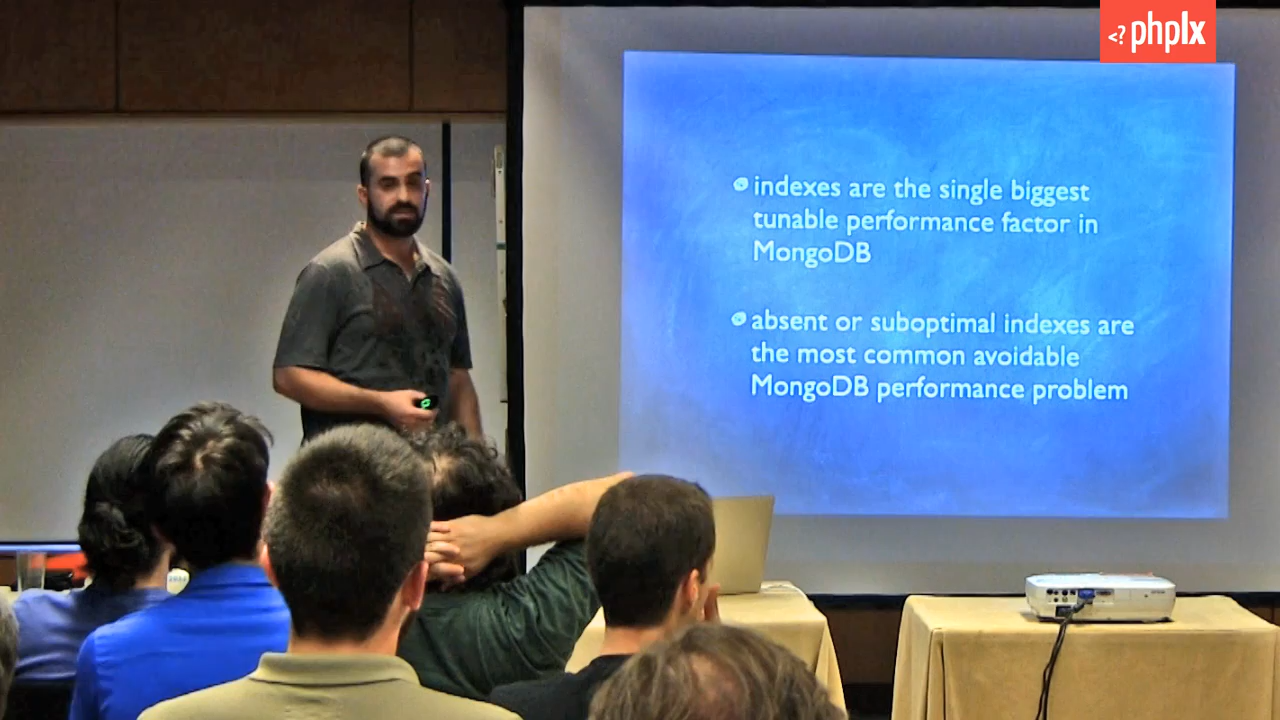 <? phplx
indexes are the single biggest
tunable performance factor in
MongoDB
absent or suboptimal indexes are
the most common avoidable
MongoDB performance problem